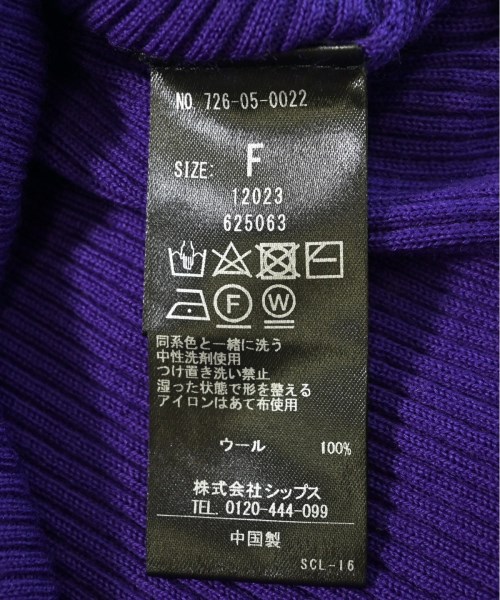 NO. 726-05-0022
SIZE: F
12023
625063
F W
同系色と一緒に洗う
中性洗剤使用
つけ置き洗い禁止
湿った状態で形を整える
アイロンはあて布使用
ウール 100%
株式会社シップス
TEL. 0120-444-099
中国製
SCL-16